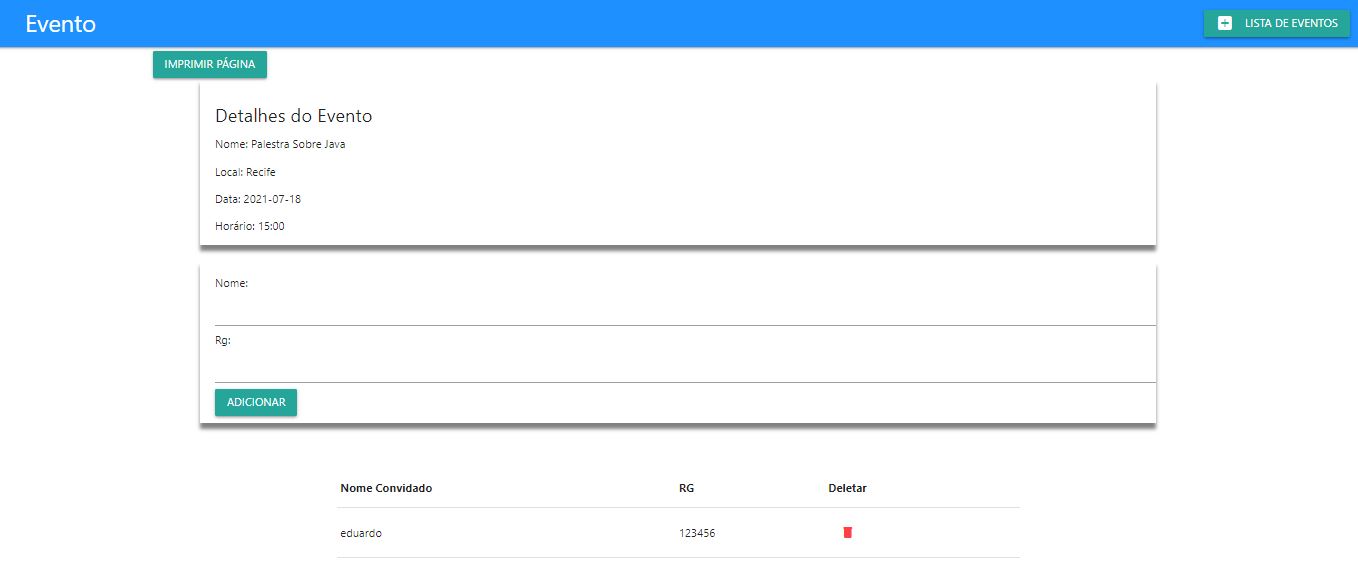 Evento
LISTA DE EVENTOS
IMPRIMIR PÁGINA
Detalhes do Evento
Nome: Palestra Sobre Java
Local: Recife
Data: 2021-07-18
Horário: 15:00
Nome:
Rg:
ADICIONAR
Nome Convidado RG Deletar
eduardo 123456